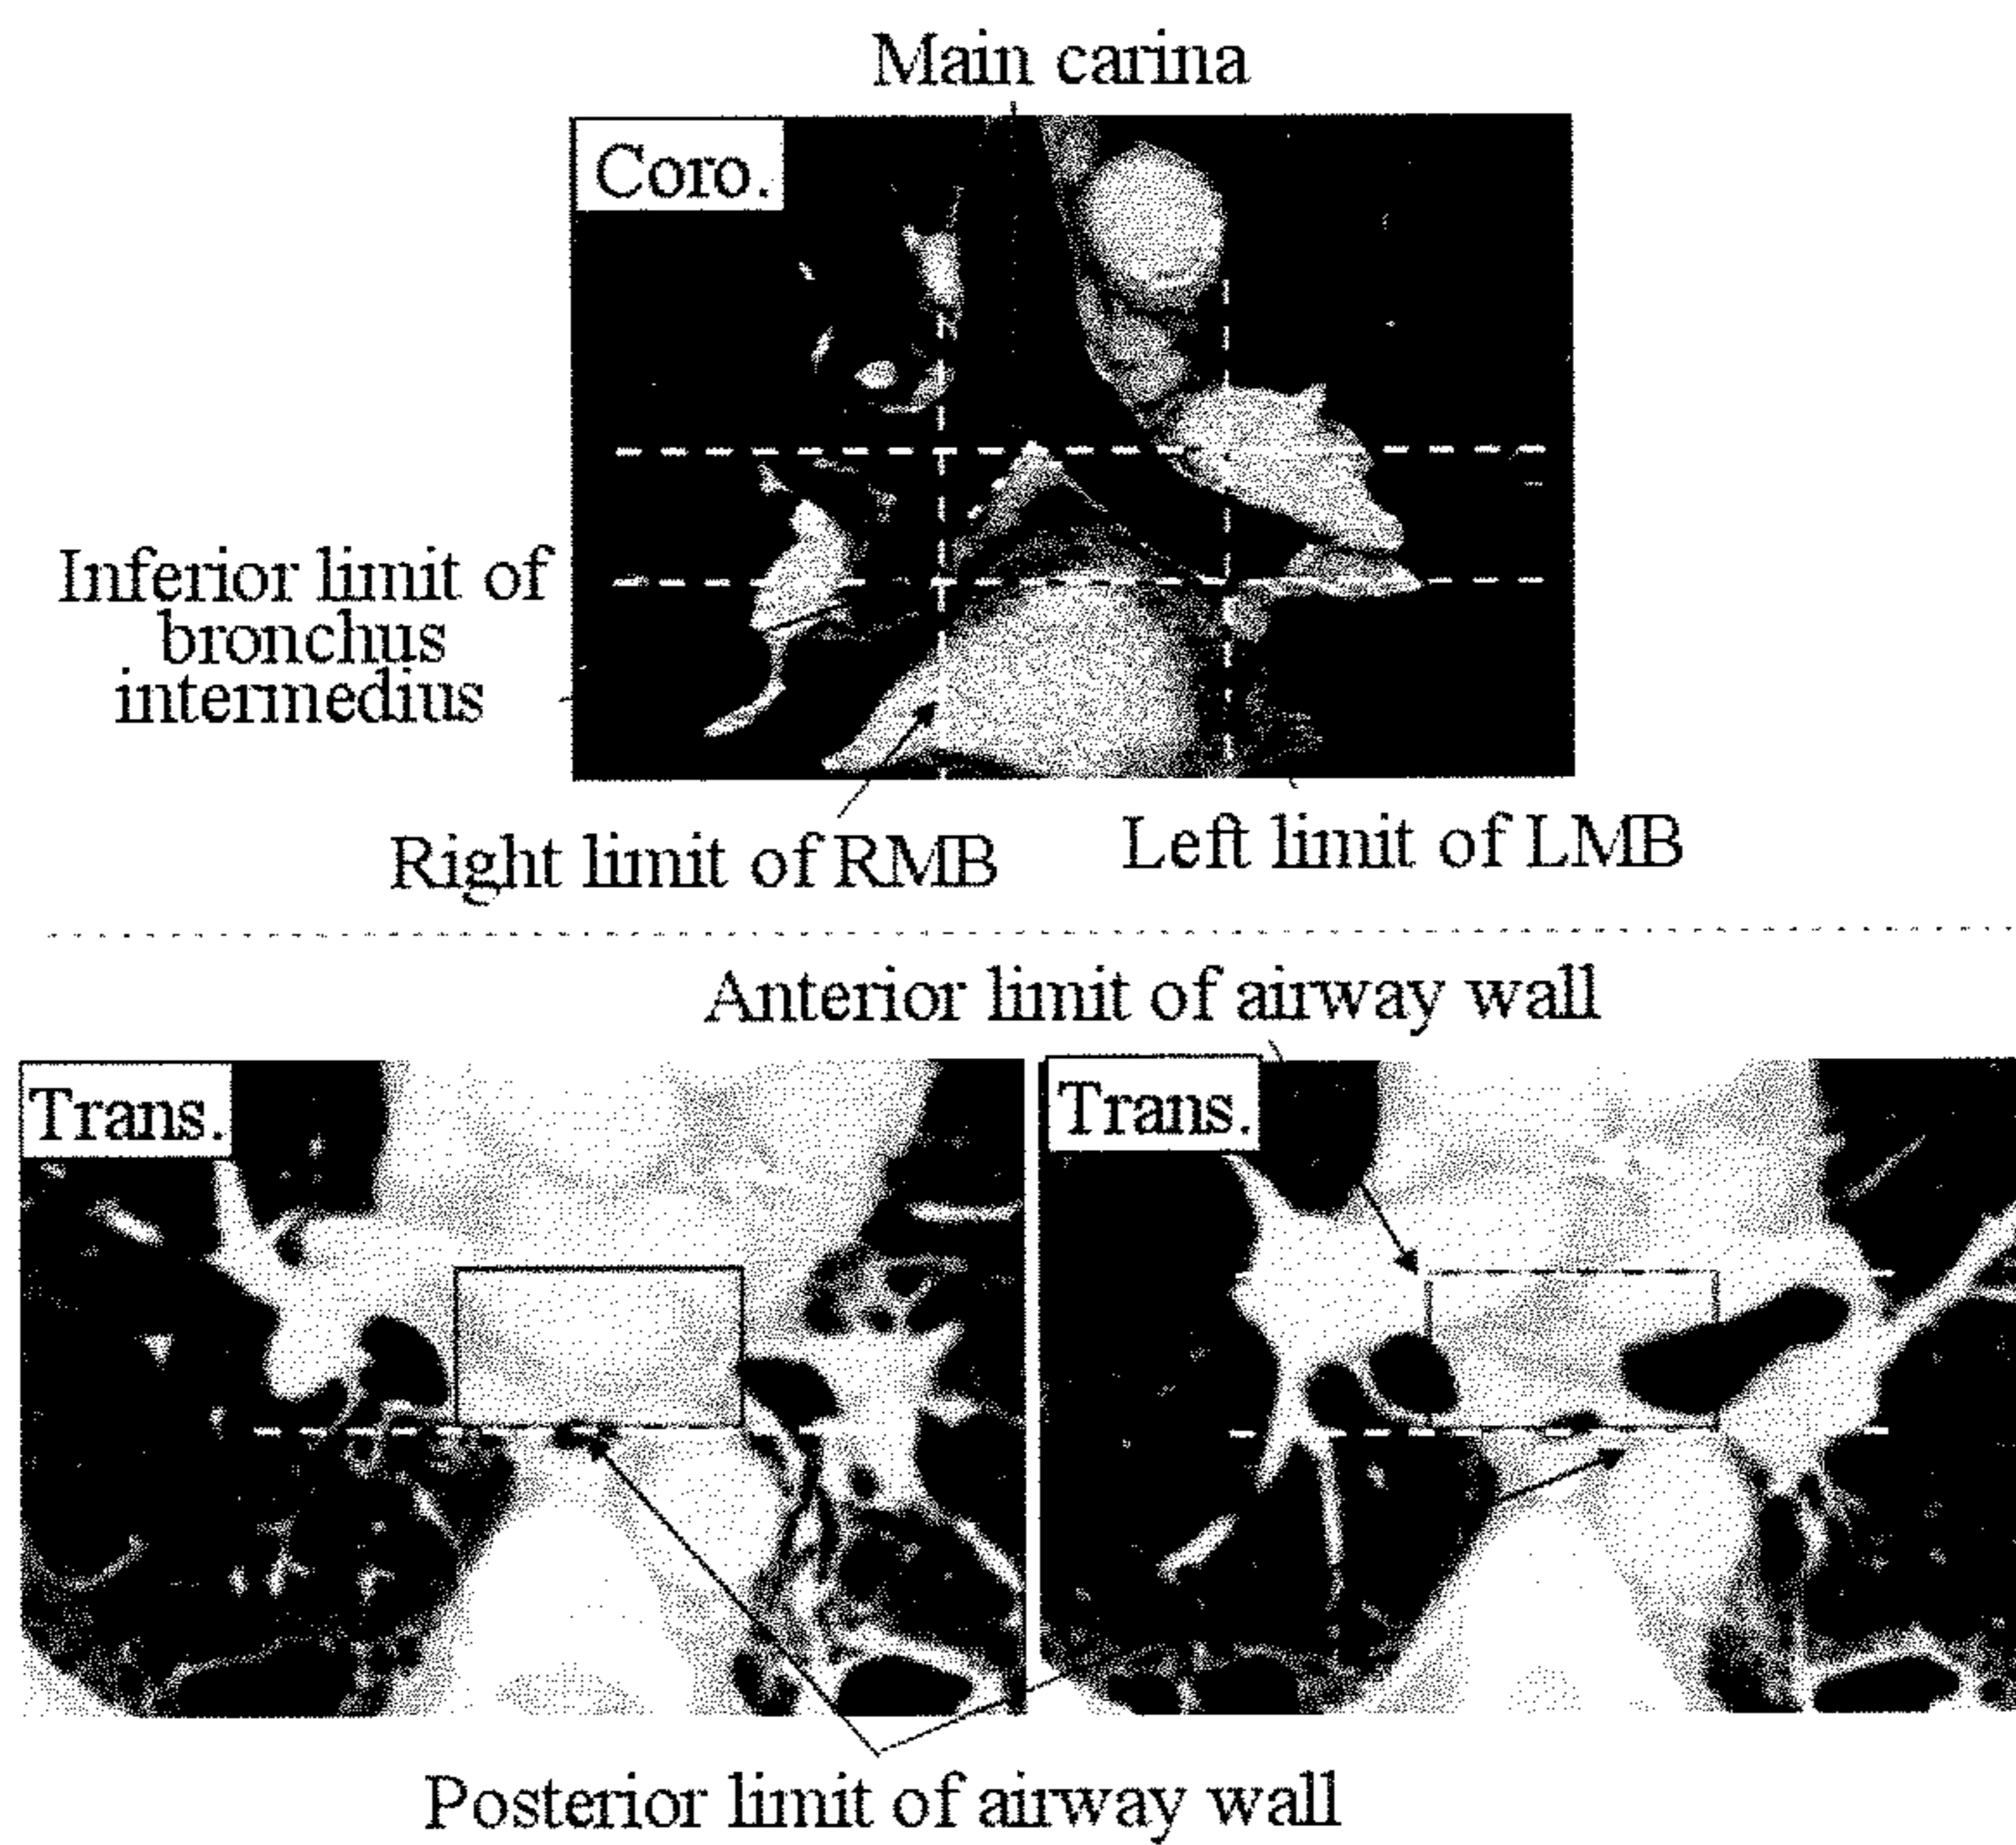 Main carina
Coro.
Inferior limit of
bronchus
intermedius
Right limit of RMB
Left limit of LMB
Anterior limit of airway wall
Trans.
Trans.
Posterior limit of airway wall